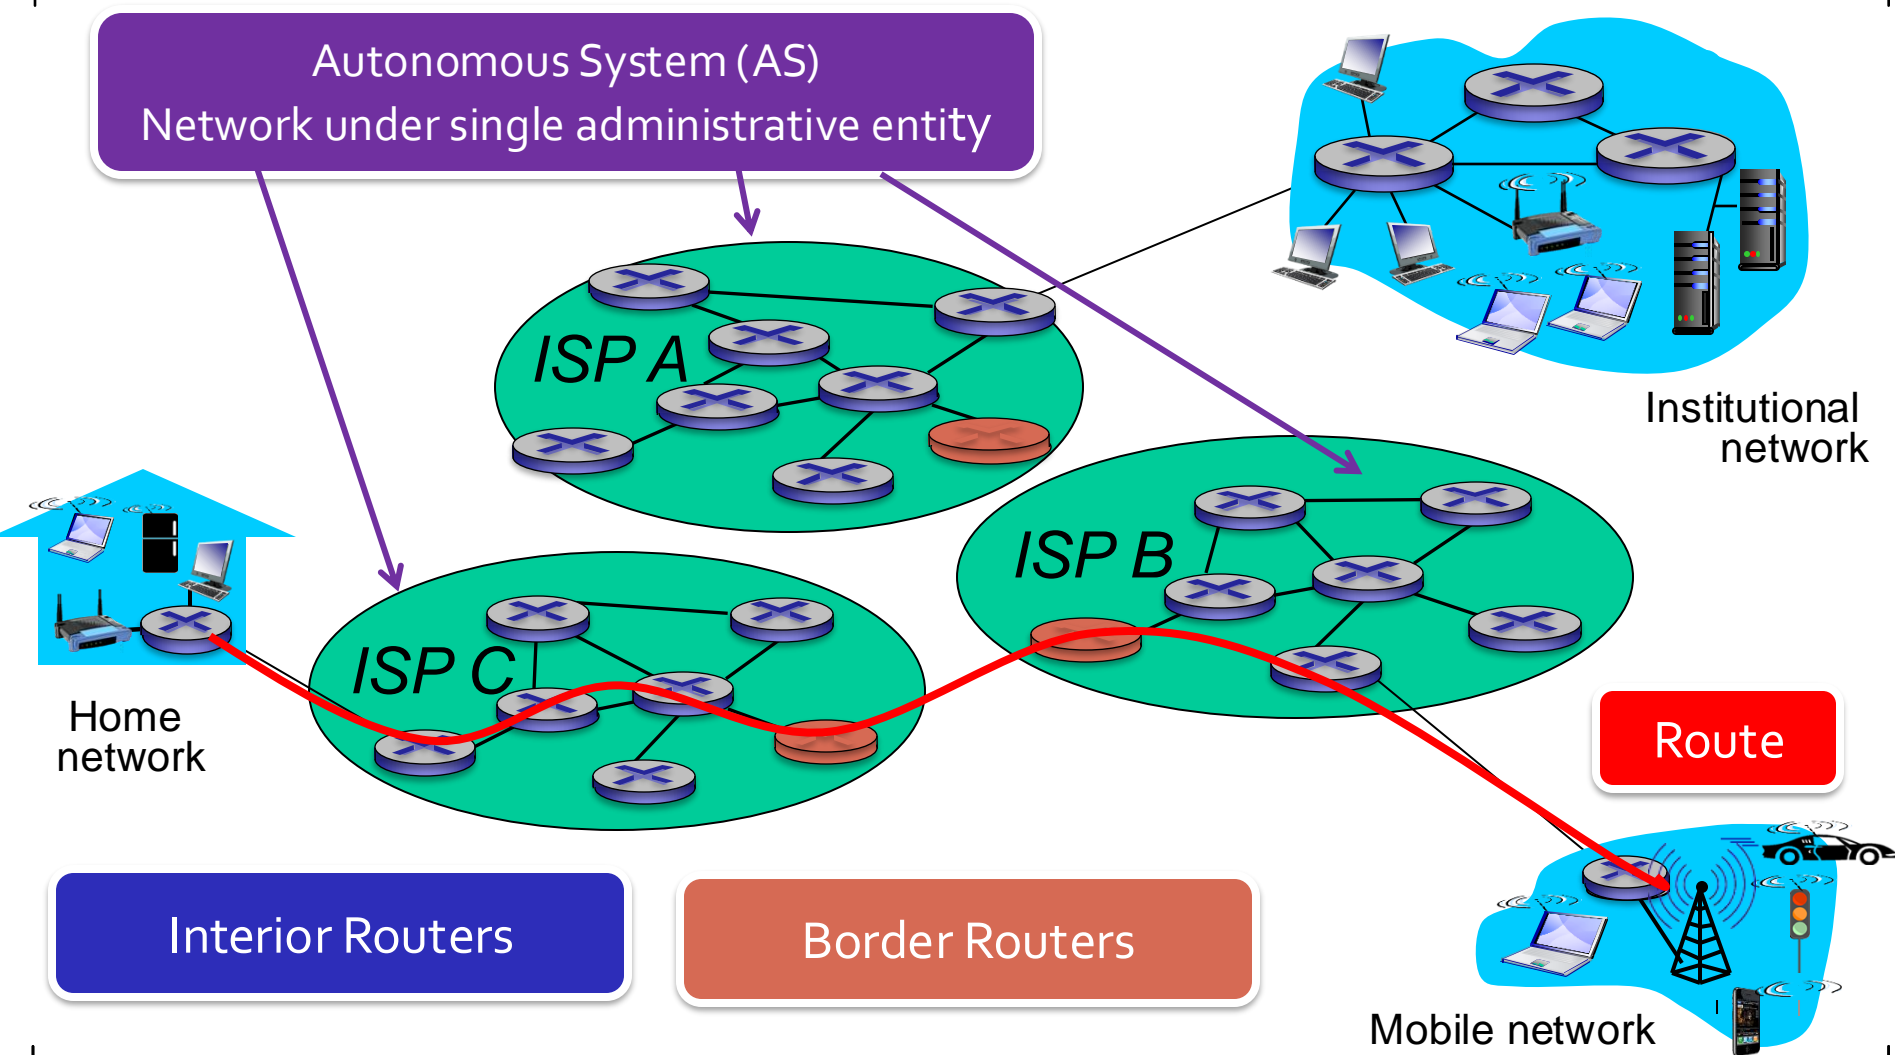 Autonomous System (AS)
Network under single administrative entity
ISP A
Institutional
network
ISP B
ISP C
Home
network
Route
Interior Routers
Border Routers
Mobile network